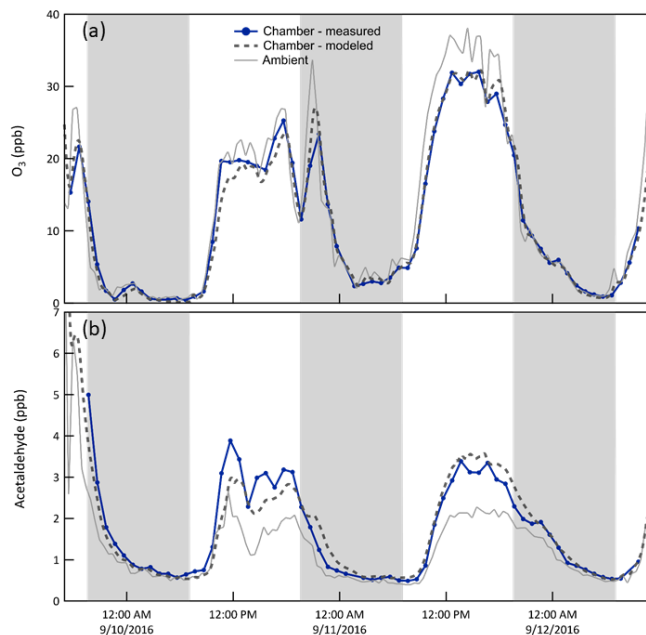 (a)
Chamber - measured
Chamber - modeled
Ambient
40
30
20
10
0
O3 (ppb)
(b)
7
6
5
4
3
2
1
0
Acetaldehyde (ppb)
12:00 AM 12:00 PM 12:00 AM 12:00 PM 12:00 AM
9/10/2016 9/11/2016 9/12/2016